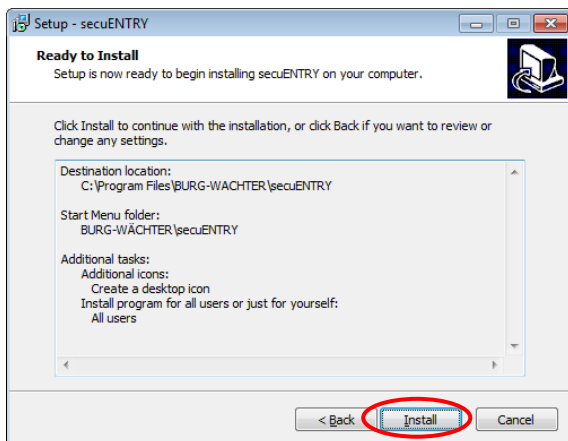 Setup - secuENTRY
Ready to Install
Setup is now ready to begin installing secuENTRY on your computer.
Click Install to continue with the installation, or click Back if you want to review or
change any settings.
Destination location:
C:\Program Files\BURG-WACHTER\secuENTRY
Start Menu folder:
BURG-WÄCHTER\secuENTRY
Additional tasks:
Additional icons:
Create a desktop icon
Install program for all users or just for yourself:
All users
< Back Install Cancel